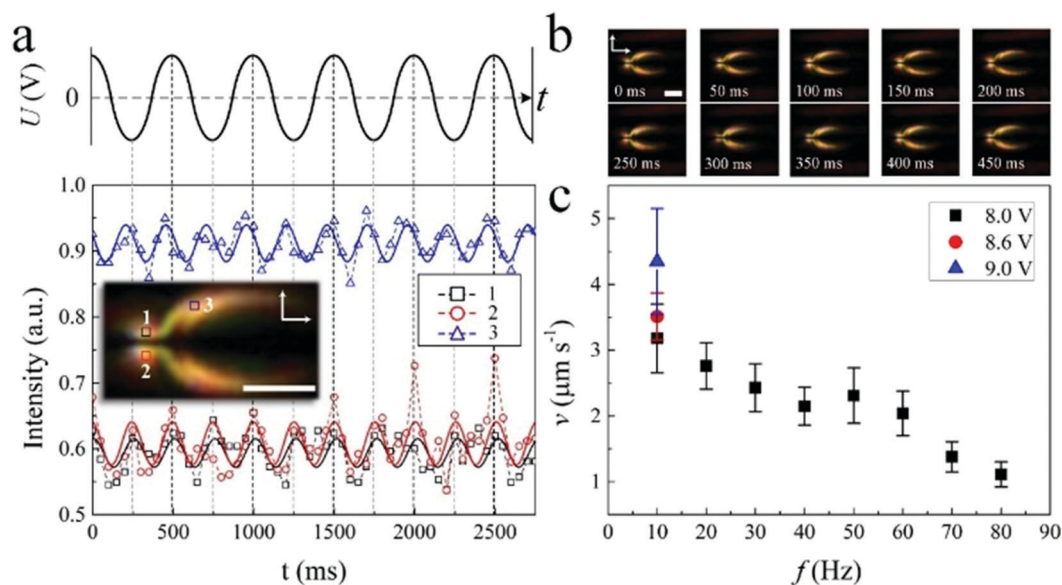 a
U (V)
0
t
Intensity (a.u.)
1.0
0.9
0.8
0.7
0.6
0.5
1
2
3
1
2
3
0
500
1000
1500
2000
2500
t (ms)
b
0 ms
50 ms
100 ms
150 ms
200 ms
250 ms
300 ms
350 ms
400 ms
450 ms
c
v (μm s⁻¹)
5
4
3
2
1
8.0 V
8.6 V
9.0 V
0
10
20
30
40
50
60
70
80
90
f (Hz)